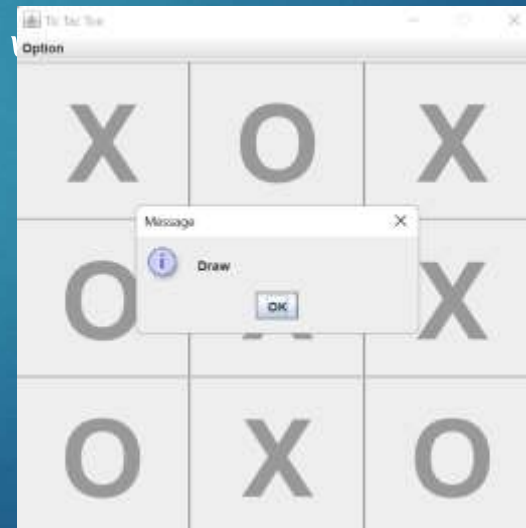 Tic Tac Toe
Option
X O X
Message
Draw
O X
OK
O X O